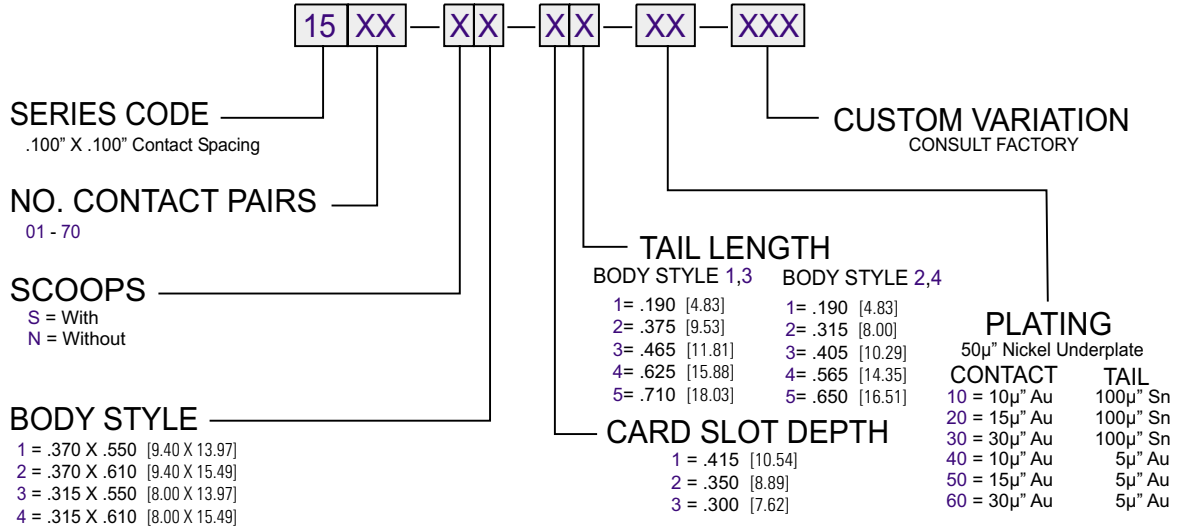 15 XX – X X – X X – XX – XXX
SERIES CODE
.100” X .100” Contact Spacing
NO. CONTACT PAIRS
01 - 70
SCOOPS
S = With
N = Without
BODY STYLE
1 = .370 X .550 [9.40 X 13.97]
2 = .370 X .610 [9.40 X 15.49]
3 = .315 X .550 [8.00 X 13.97]
4 = .315 X .610 [8.00 X 15.49]
TAIL LENGTH
BODY STYLE 1,3
1= .190 [4.83]
2= .375 [9.53]
3= .465 [11.81]
4= .625 [15.88]
5= .710 [18.03]
BODY STYLE 2,4
1= .190 [4.83]
2= .315 [8.00]
3= .405 [10.29]
4= .565 [14.35]
5= .650 [16.51]
CARD SLOT DEPTH
1 = .415 [10.54]
2 = .350 [8.89]
3 = .300 [7.62]
CUSTOM VARIATION
CONSULT FACTORY
PLATING
50µ” Nickel Underplate
CONTACT TAIL
10 = 10µ” Au 100µ” Sn
20 = 15µ” Au 100µ” Sn
30 = 30µ” Au 100µ” Sn
40 = 10µ” Au 5µ” Au
50 = 15µ” Au 5µ” Au
60 = 30µ” Au 5µ” Au